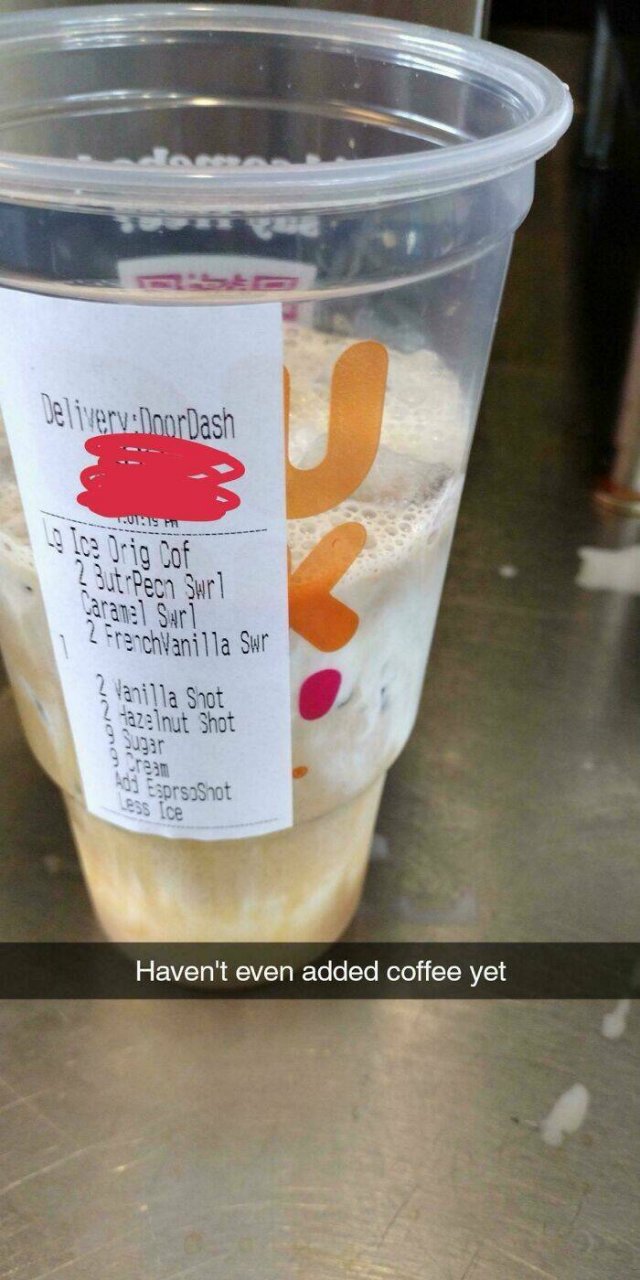 Delivery:DoorDash
Lg Ice Orig Cof
2 ButrPecn Swrl
Caramel Swrl
2 FrenchVanilla Swr
1
2 Vanilla Shot
2 Hazelnut Shot
9 Sugar
9 Cream
Add EsprsoShot
Less Ice
U
K
Haven't even added coffee yet